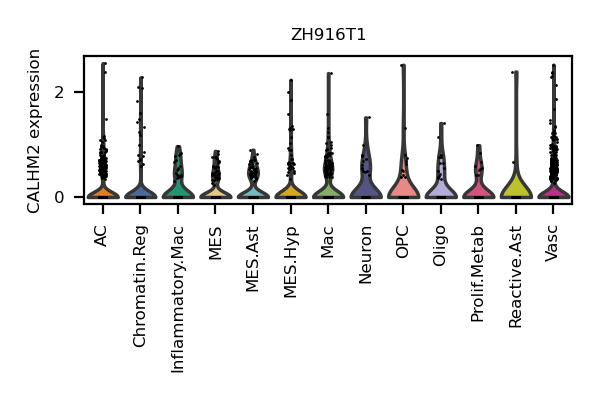 ZH916T1
CALHM2 expression
2
0
AC
Chromatin.Reg
Inflammatory.Mac
MES
MES.Ast
MES.Hyp
Mac
Neuron
OPC
Oligo
Prolif.Metab
Reactive.Ast
Vasc